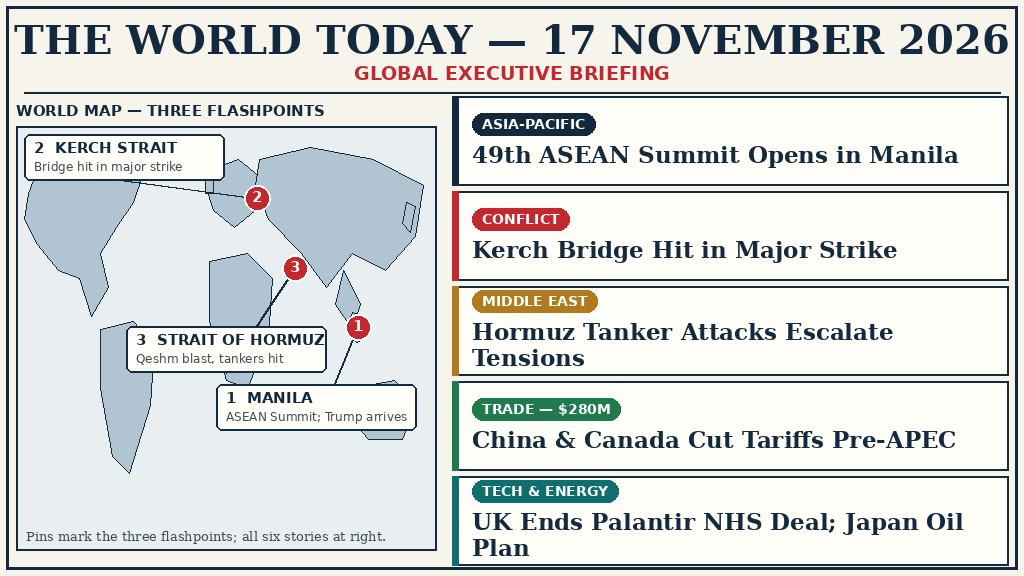 THE WORLD TODAY — 17 NOVEMBER 2026
GLOBAL EXECUTIVE BRIEFING
WORLD MAP — THREE FLASHPOINTS
2 KERCH STRAIT
Bridge hit in major strike
2
3
1
3 STRAIT OF HORMUZ
Qeshm blast, tankers hit
1 MANILA
ASEAN Summit; Trump arrives
Pins mark the three flashpoints; all six stories at right.
ASIA-PACIFIC
49th ASEAN Summit Opens in Manila
CONFLICT
Kerch Bridge Hit in Major Strike
MIDDLE EAST
Hormuz Tanker Attacks Escalate
Tensions
TRADE — $280M
China & Canada Cut Tariffs Pre-APEC
TECH & ENERGY
UK Ends Palantir NHS Deal; Japan Oil
Plan